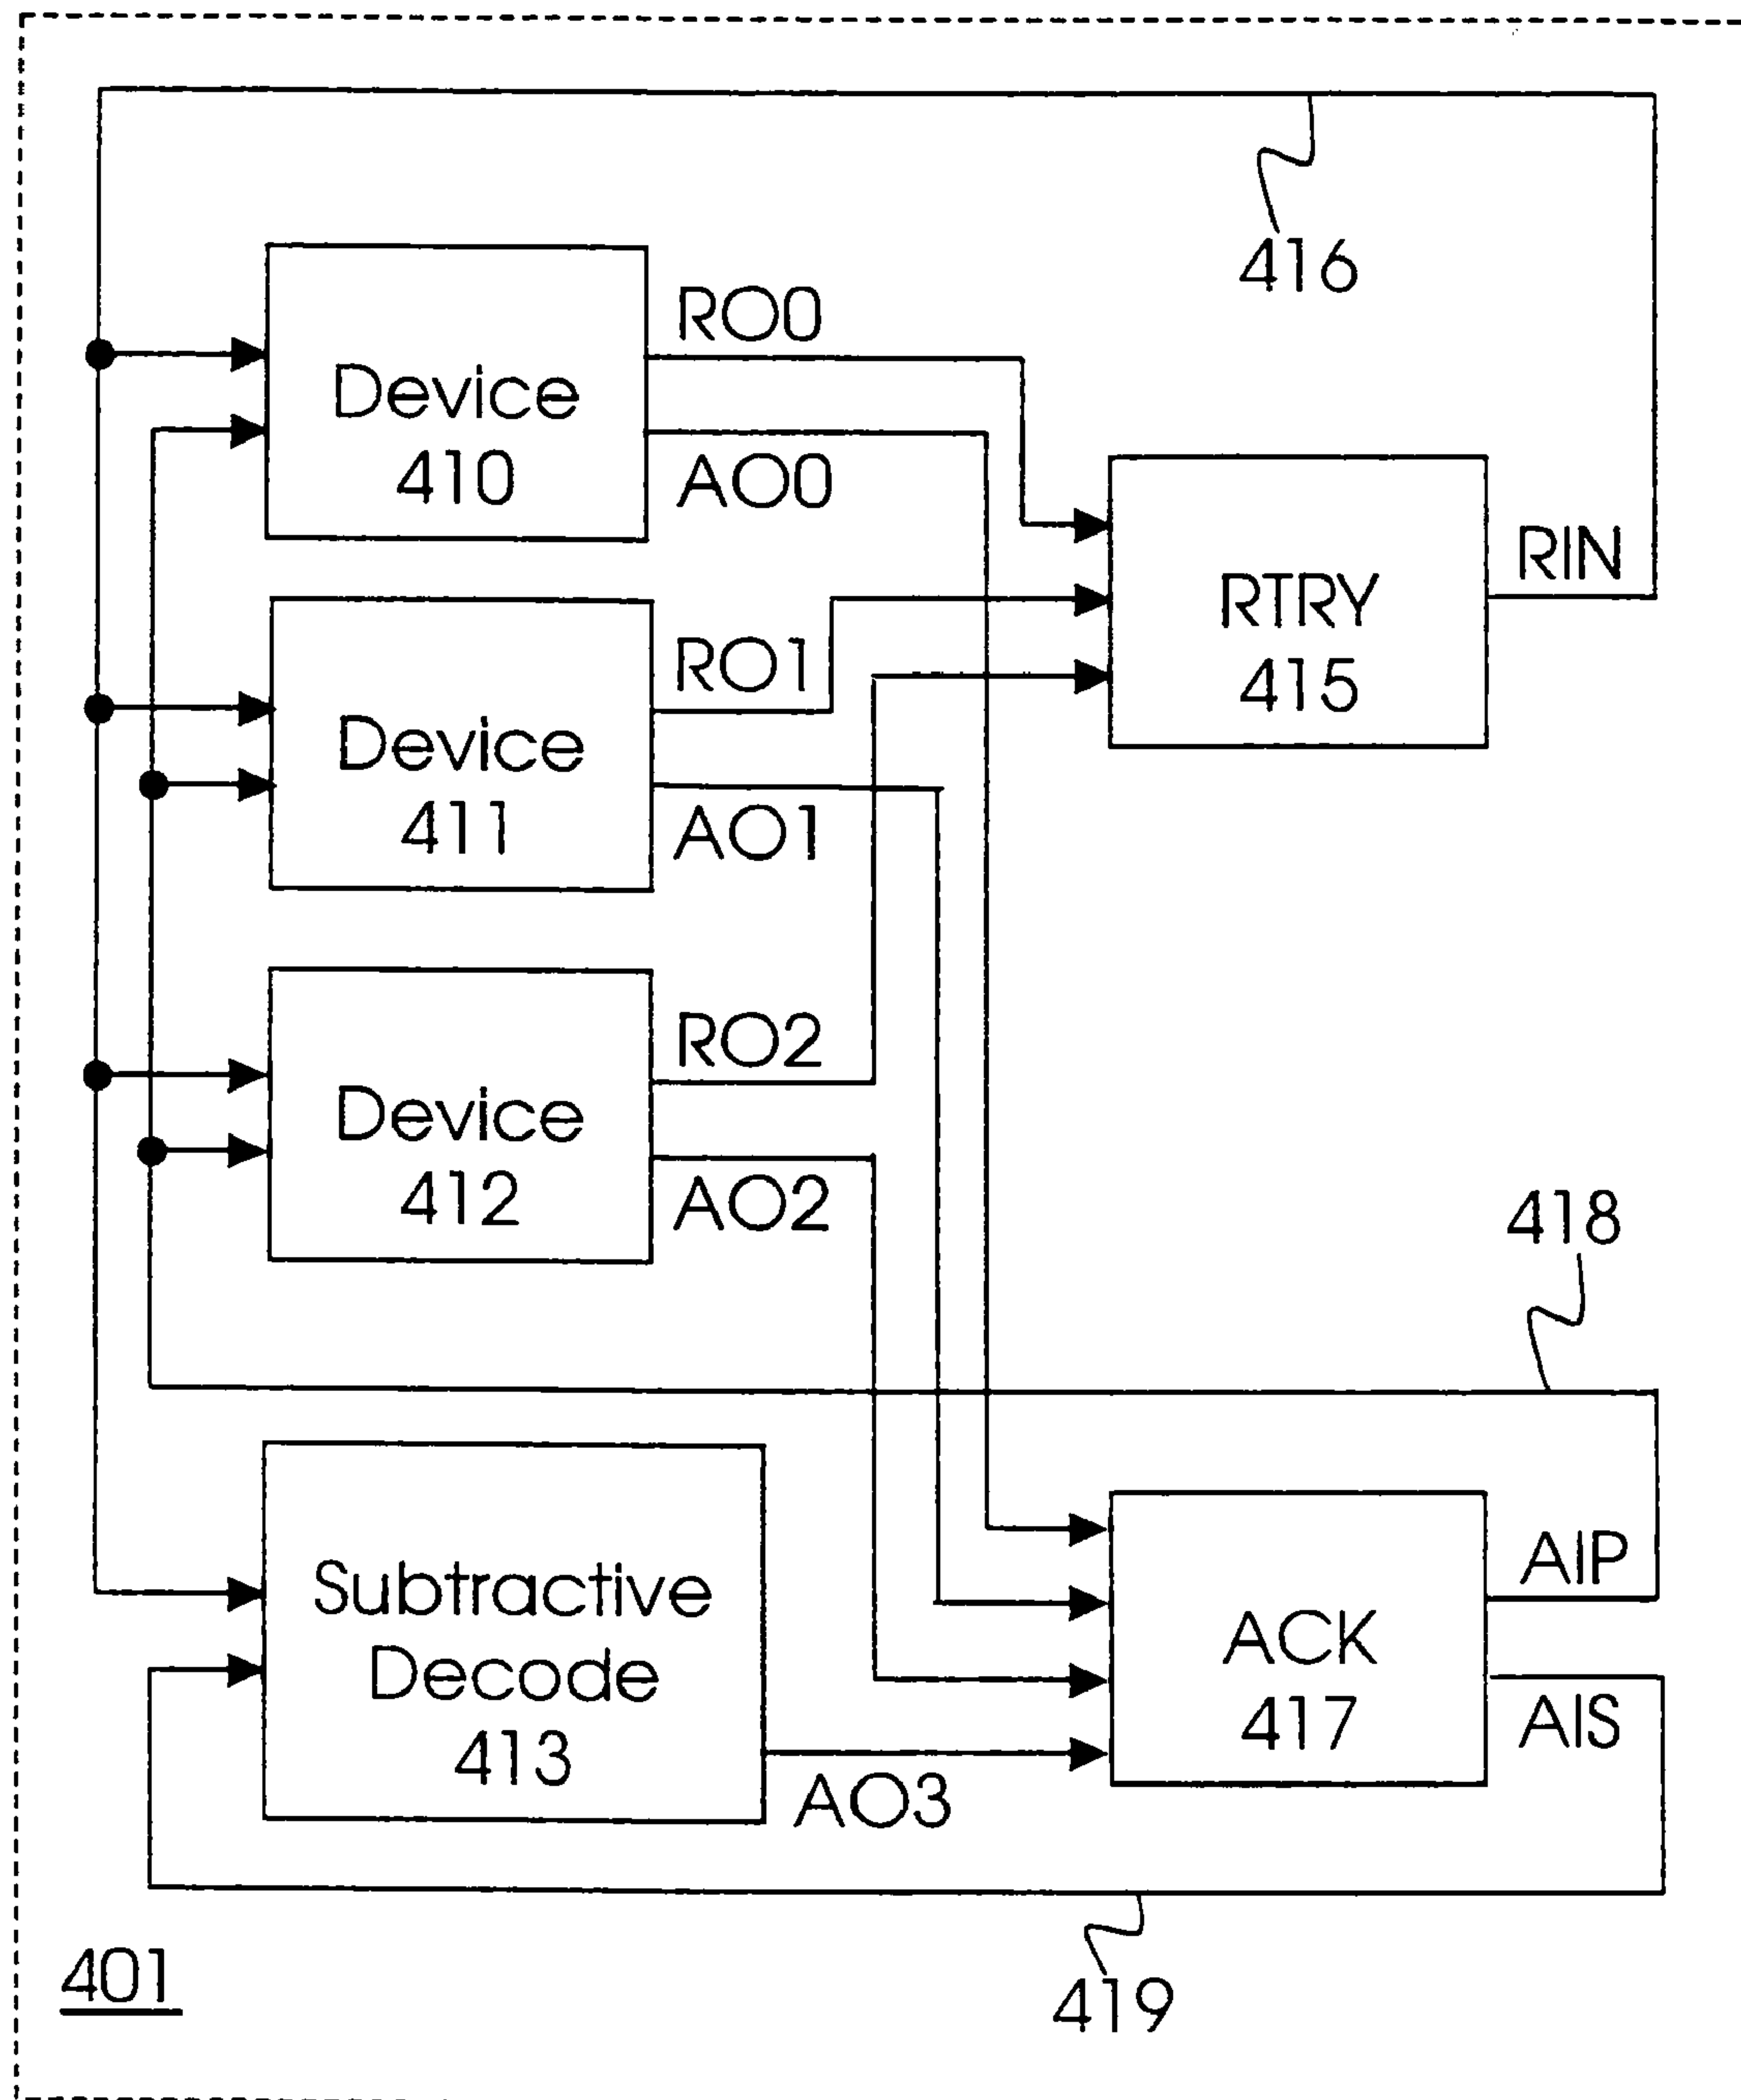 416
RO0
Device
410
AO0
RIN
RTRY
415
RO1
Device
411
AO1
RO2
Device
412
AO2
418
AIP
Subtractive
Decode
413
ACK
417
AIS
AO3
401
419